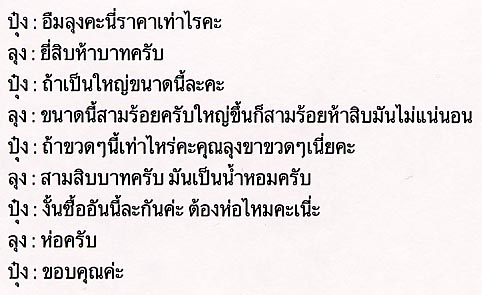 ปุ๋ง : อืมลุงคะนี่ราคาเท่าไรคะ
ลุง : ยี่สิบห้าบาทครับ
ปุ๋ง : ถ้าเป็นใหญ่ขนาดนี้ละคะ
ลุง : ขนาดนี้สามร้อยครับใหญ่ขึ้นก็สามร้อยห้าสิบมันไม่แน่นอน
ปุ๋ง : ถ้าขวดๆนี้เท่าไหร่คะคุณลุงขาขวดๆเนี่ยคะ
ลุง : สามสิบบาทครับ มันเป็นน้ำหอมครับ
ปุ๋ง : งั้นซื้ออันนี้ละกันค่ะ ต้องห่อไหมคะเนี่ะ
ลุง : ห่อครับ
ปุ๋ง : ขอบคุณค่ะ